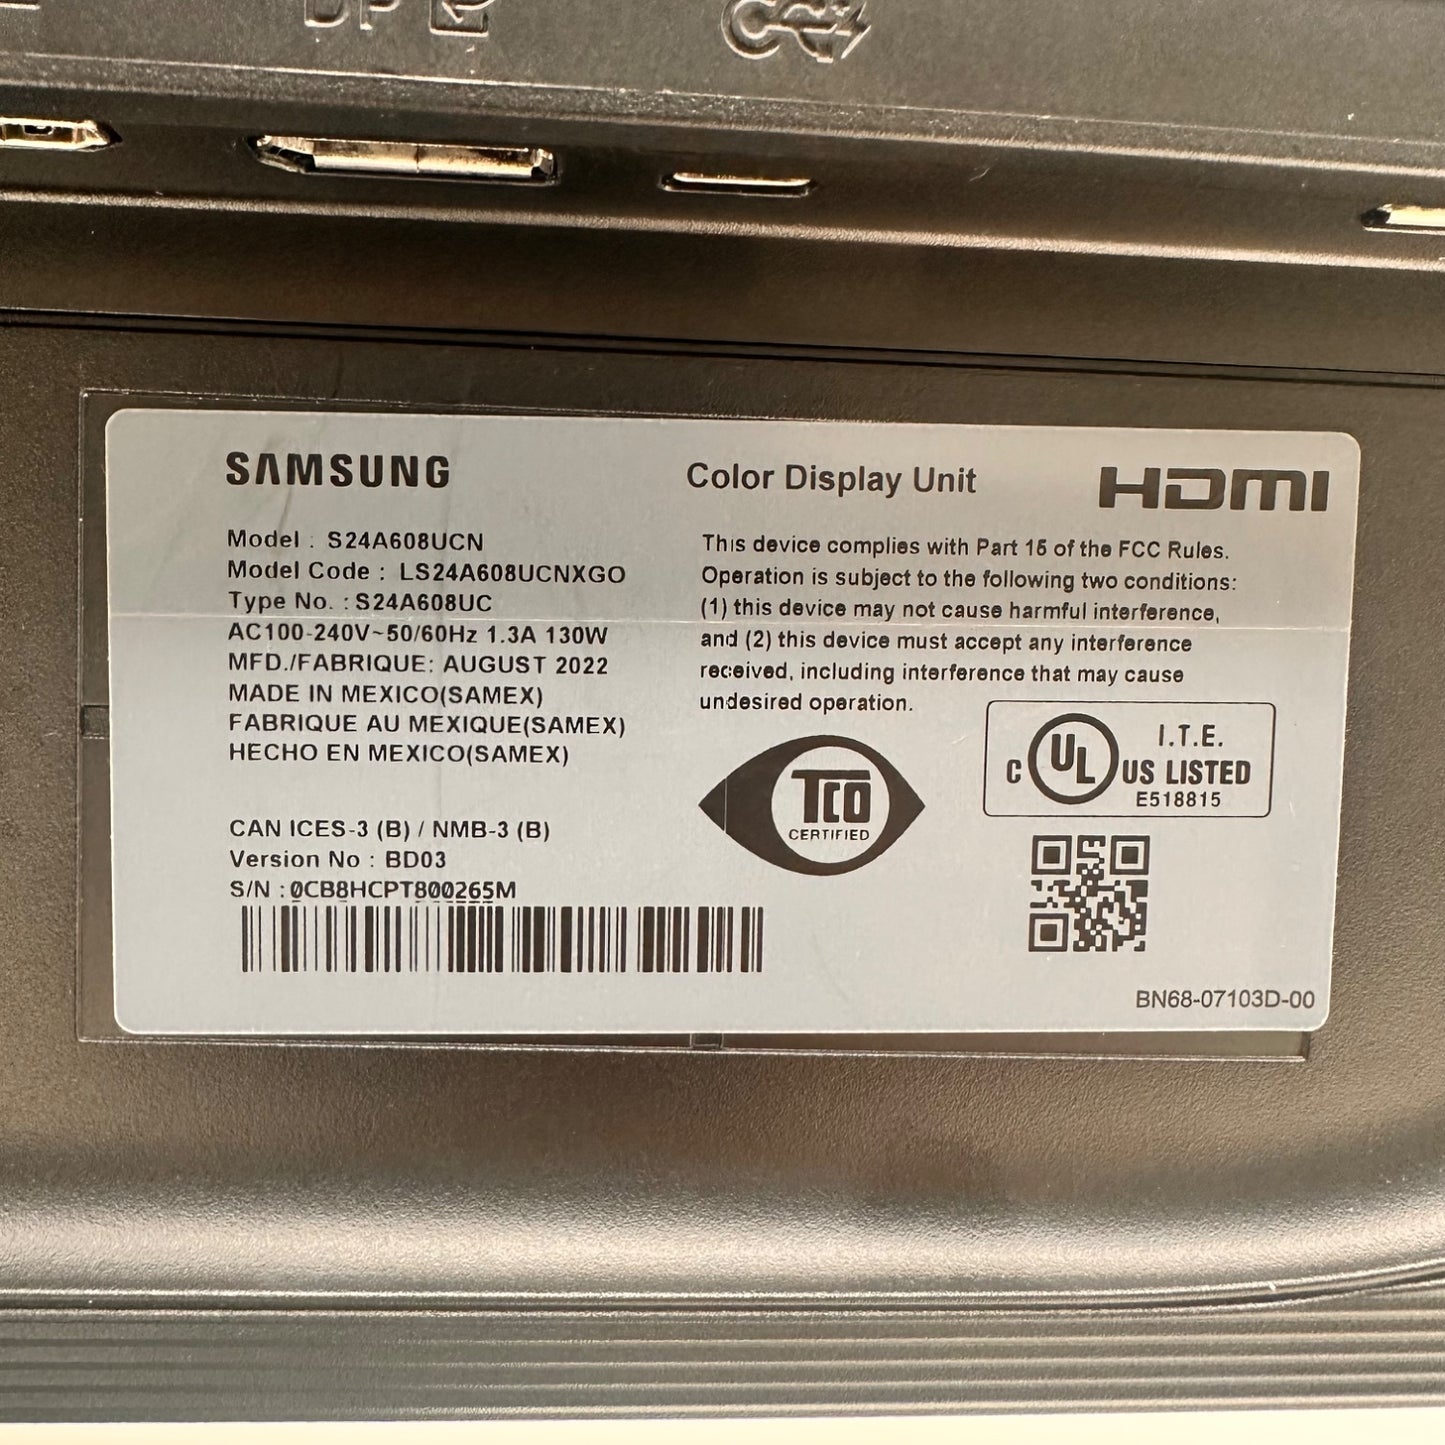 DP
SAMSUNG
Color Display Unit
HDMI
Model : S24A608UCN
Model Code : LS24A608UCNXGO
Type No. : S24A608UC
AC100-240V~50/60Hz 1.3A 130W
MFD./FABRIQUE: AUGUST 2022
MADE IN MEXICO(SAMEX)
FABRIQUE AU MEXIQUE(SAMEX)
HECHO EN MEXICO(SAMEX)
CAN ICES-3 (B) / NMB-3 (B)
Version No : BD03
S/N : 0CB8HCPT800265M
This device complies with Part 15 of the FCC Rules.
Operation is subject to the following two conditions:
(1) this device may not cause harmful interference,
and (2) this device must accept any interference
received, including interference that may cause
undesired operation.
TCO
CERTIFIED
I.T.E.
C UL US LISTED
E518815
BN68-07103D-00